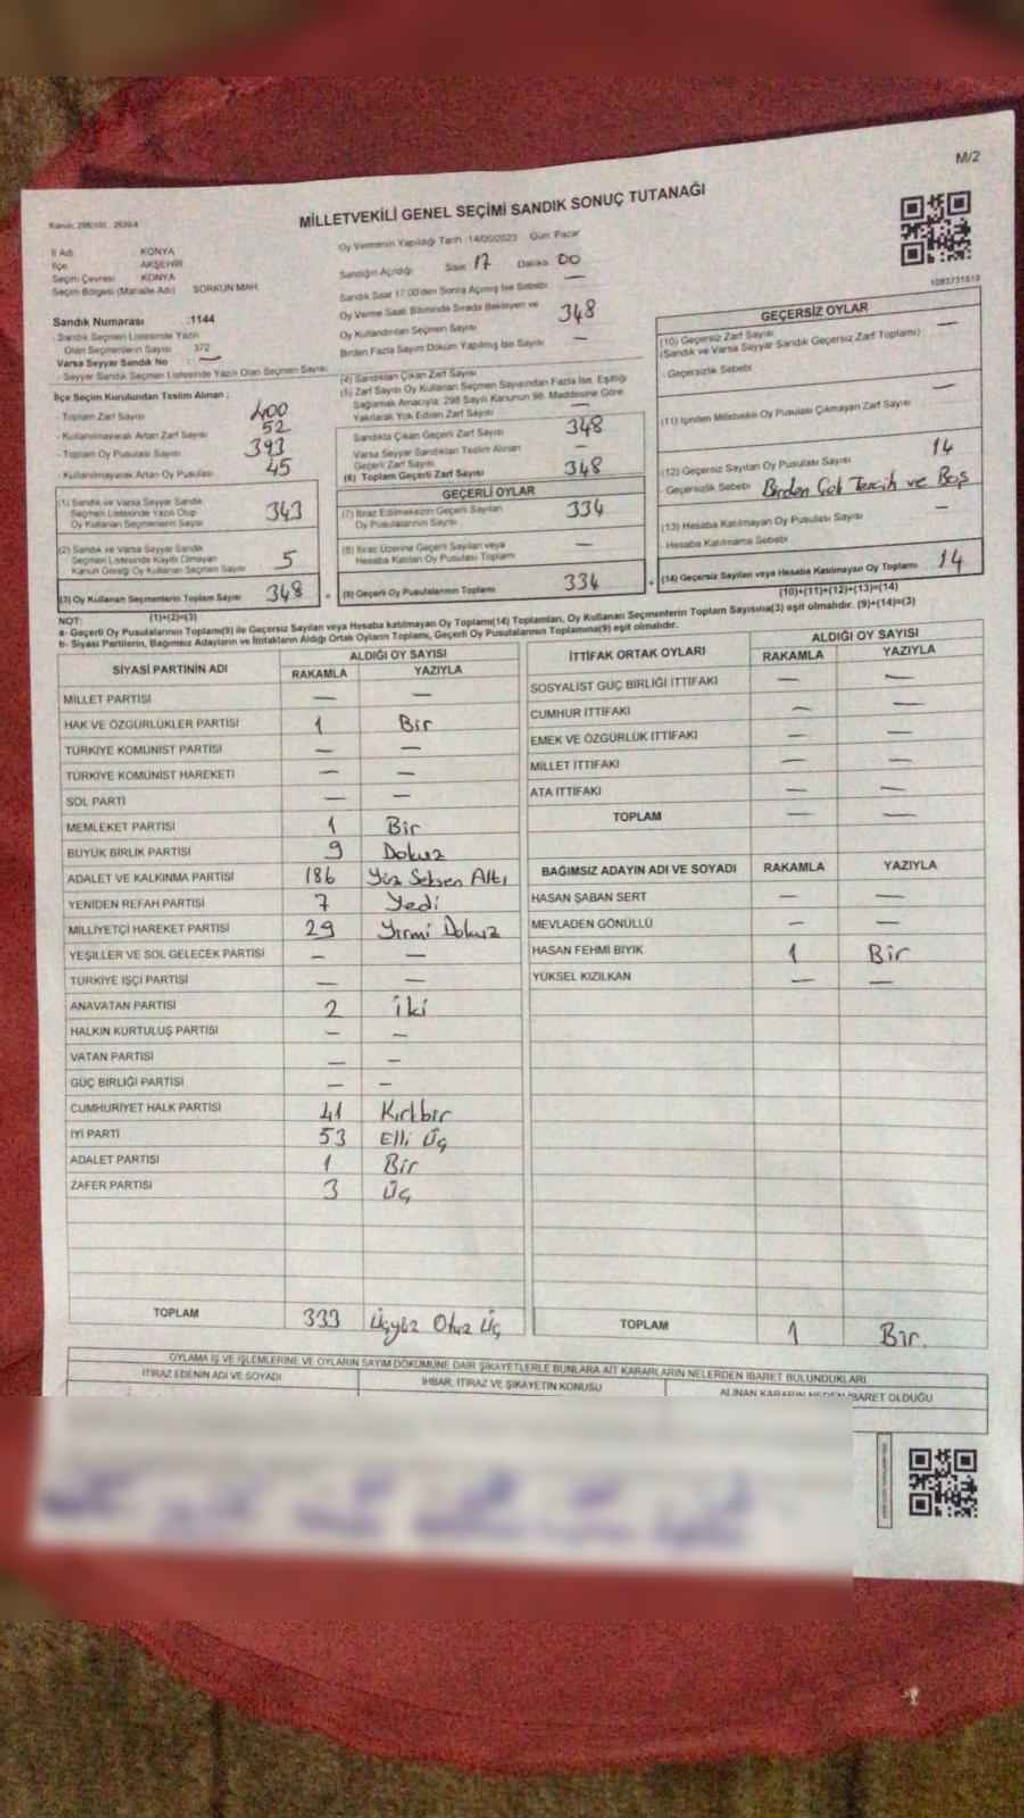 M/2
MİLLETVEKİLİ GENEL SEÇİMİ SANDIK SONUÇ TUTANAĞI
İl Adı KONYA
İlçe AKŞEHİR
Seçim Çevresi KONYA
Seçim Bölgesi (Mahalle Adı) SORKUN MAH.
Oy Vermenin Yapıldığı Tarih :14/05/2023 Gün: Pazar
Sandığın Açıldığı Saat 17 Dakika 00
Sandık Saat 17:00'den Sonra Açılmış İse Sebebi —
Oy Verme Saati Bitiminde Sırada Bekleyen ve
Oy Kullandırılan Seçmen Sayısı 348
Birden Fazla Sayım Döküm Yapılmış İse Sayısı —
Sandık Numarası :1144
Sandık Seçmen Listesinde Yazılı
Olan Seçmenlerin Sayısı 372
Varsa Seyyar Sandık No : —
- Seyyar Sandık Seçmen Listesinde Yazılı Olan Seçmen Sayısı
İlçe Seçim Kurulundan Teslim Alınan :
- Toplam Zarf Sayısı 400
- Kullanılmayarak Artan Zarf Sayısı 52
- Toplam Oy Pusulası Sayısı 393
- Kullanılmayarak Artan Oy Pusulası 45
(1) Sandık ve Varsa Seyyar Sandık
Seçmen Listesinde Yazılı Olup
Oy Kullanan Seçmenlerin Sayısı 343
(2) Sandık ve Varsa Seyyar Sandık
Seçmen Listesinde Kayıtlı Olmayan
Kanun Gereği Oy Kullanan Seçmen Sayısı 5
(3) Oy Kullanan Seçmenlerin Toplam Sayısı 348
(1)+(2)=(3)
(4) Sandıktan Çıkan Zarf Sayısı
(5) Zarf Sayısı Oy Kullanan Seçmen Sayısından Fazla İse, Eşitliği
Sağlamak Amacıyla, 298 Sayılı Kanunun 98. Maddesine Göre
Yakılarak Yok Edilen Zarf Sayısı —
Sandıkta Çıkan Geçerli Zarf Sayısı 348
Varsa Seyyar Sandıktan Teslim Alınan
Geçerli Zarf Sayısı —
(6) Toplam Geçerli Zarf Sayısı 348
GEÇERLİ OYLAR
(7) İtiraz Edilmeksizin Geçerli Sayılan
Oy Pusulalarının Sayısı 334
(8) İtiraz Üzerine Geçerli Sayılan veya
Hesaba Katılan Oy Pusulası Toplamı —
(9) Geçerli Oy Pusulalarının Toplamı 334
GEÇERSİZ OYLAR
(10) Geçersiz Zarf Sayısı —
(Sandık ve Varsa Seyyar Sandık Geçersiz Zarf Toplamı)
- Geçersizlik Sebebi
(11) İçinden Milletvekili Oy Pusulası Çıkmayan Zarf Sayısı —
(12) Geçersiz Sayılan Oy Pusulası Sayısı 14
- Geçersizlik Sebebi Birden Çok Tercih ve Boş
(13) Hesaba Katılmayan Oy Pusulası Sayısı —
- Hesaba Katılmama Sebebi
(14) Geçersiz Sayılan veya Hesaba Katılmayan Oy Toplamı 14
(10)+(11)+(12)+(13)=(14)
NOT:
a- Geçerli Oy Pusulalarının Toplamı(9) ile Geçersiz Sayılan veya Hesaba katılmayan Oy Toplamı(14) Toplamları, Oy Kullanan Seçmenlerin Toplam Sayısına(3) eşit olmalıdır. (9)+(14)=(3)
b- Siyasi Partilerin, Bağımsız Adayların ve İttifakların Aldığı Ortak Oyların Toplamı, Geçerli Oy Pusulalarının Toplamına(9) eşit olmalıdır.
SİYASİ PARTİNİN ADI ALDIĞI OY SAYISI
RAKAMLA YAZIYLA
MİLLET PARTİSİ — —
HAK VE ÖZGÜRLÜKLER PARTİSİ 1 Bir
TÜRKİYE KOMÜNİST PARTİSİ — —
TÜRKİYE KOMÜNİST HAREKETİ — —
SOL PARTİ — —
MEMLEKET PARTİSİ 1 Bir
BÜYÜK BİRLİK PARTİSİ 9 Dokuz
ADALET VE KALKINMA PARTİSİ 186 Yüz Seksen Altı
YENİDEN REFAH PARTİSİ 7 Yedi
MİLLİYETÇİ HAREKET PARTİSİ 29 Yirmi Dokuz
YEŞİLLER VE SOL GELECEK PARTİSİ — —
TÜRKİYE İŞÇİ PARTİSİ — —
ANAVATAN PARTİSİ 2 İki
HALKIN KURTULUŞ PARTİSİ — —
VATAN PARTİSİ — —
GÜÇ BİRLİĞİ PARTİSİ — —
CUMHURİYET HALK PARTİSİ 41 Kırkbir
İYİ PARTİ 53 Elli Üç
ADALET PARTİSİ 1 Bir
ZAFER PARTİSİ 3 Üç
TOPLAM 333 Üçyüz Otuz Üç
İTTİFAK ORTAK OYLARI ALDIĞI OY SAYISI
RAKAMLA YAZIYLA
SOSYALİST GÜÇ BİRLİĞİ İTTİFAKI — —
CUMHUR İTTİFAKI — —
EMEK VE ÖZGÜRLÜK İTTİFAKI — —
MİLLET İTTİFAKI — —
ATA İTTİFAKI — —
TOPLAM — —
BAĞIMSIZ ADAYIN ADI VE SOYADI RAKAMLA YAZIYLA
HASAN ŞABAN SERT — —
MEVLADEN GÖNÜLLÜ — —
HASAN FEHMİ BIYIK 1 Bir
YÜKSEL KIZILKAN — —
TOPLAM 1 Bir.
OYLAMA İŞ VE İŞLEMLERİNE VE OYLARIN SAYIM DÖKÜMÜNE DAİR ŞİKAYETLERLE BUNLARA AİT KARARLARIN NELERDEN İBARET BULUNDUKLARI
İTİRAZ EDENİN ADI VE SOYADI İHBAR, İTİRAZ VE ŞİKAYETİN KONUSU ALINAN KARARIN NEDEN İBARET OLDUĞU